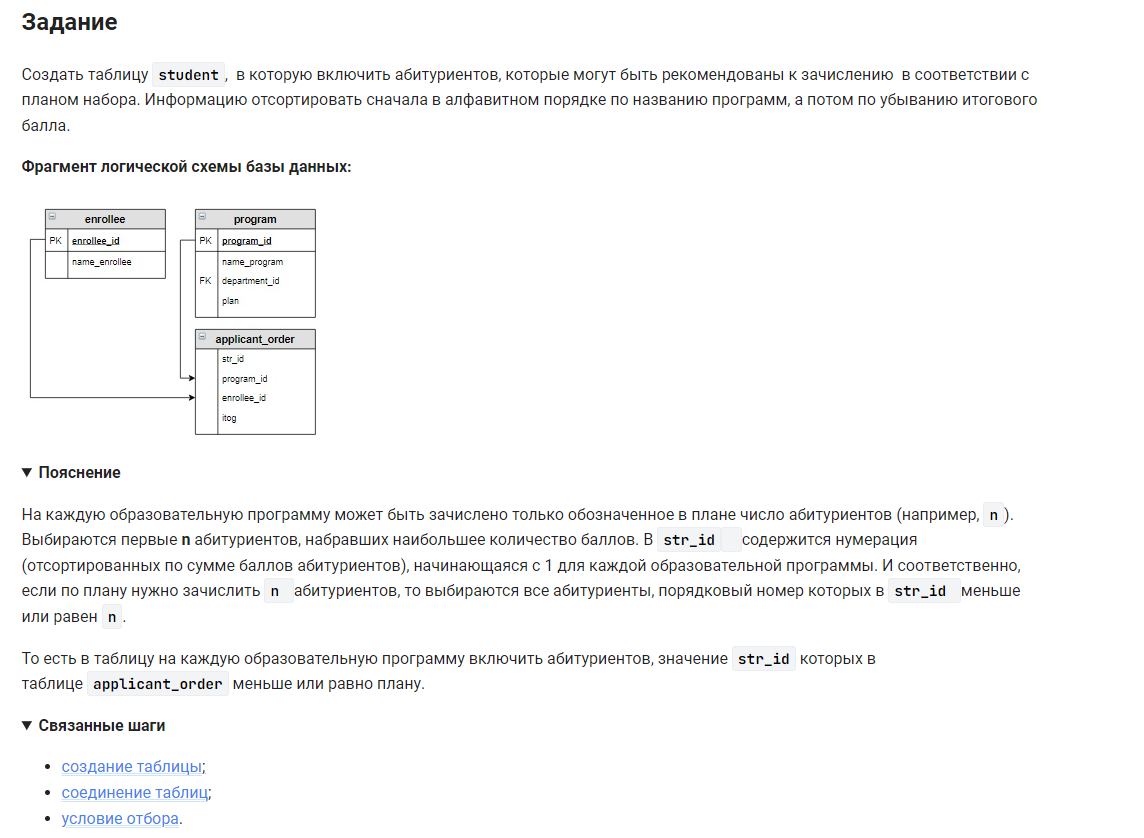 Задание
Создать таблицу student, в которую включить абитуриентов, которые могут быть рекомендованы к зачислению в соответствии с
планом набора. Информацию отсортировать сначала в алфавитном порядке по названию программ, а потом по убыванию итогового
балла.
Фрагмент логической схемы базы данных:
enrollee
PK enrollee_id
name_enrollee
program
PK program_id
name_program
FK department_id
plan
applicant_order
str_id
program_id
enrollee_id
itog
Пояснение
На каждую образовательную программу может быть зачислено только обозначенное в плане число абитуриентов (например, n ).
Выбираются первые n абитуриентов, набравших наибольшее количество баллов. В str_id содержится нумерация
(отсортированных по сумме баллов абитуриентов), начинающаяся с 1 для каждой образовательной программы. И соответственно,
если по плану нужно зачислить n абитуриентов, то выбираются все абитуриенты, порядковый номер которых в str_id меньше
или равен n .
То есть в таблицу на каждую образовательную программу включить абитуриентов, значение str_id которых в
таблице applicant_order меньше или равно плану.
Связанные шаги
• создание таблицы;
• соединение таблиц;
• условие отбора.